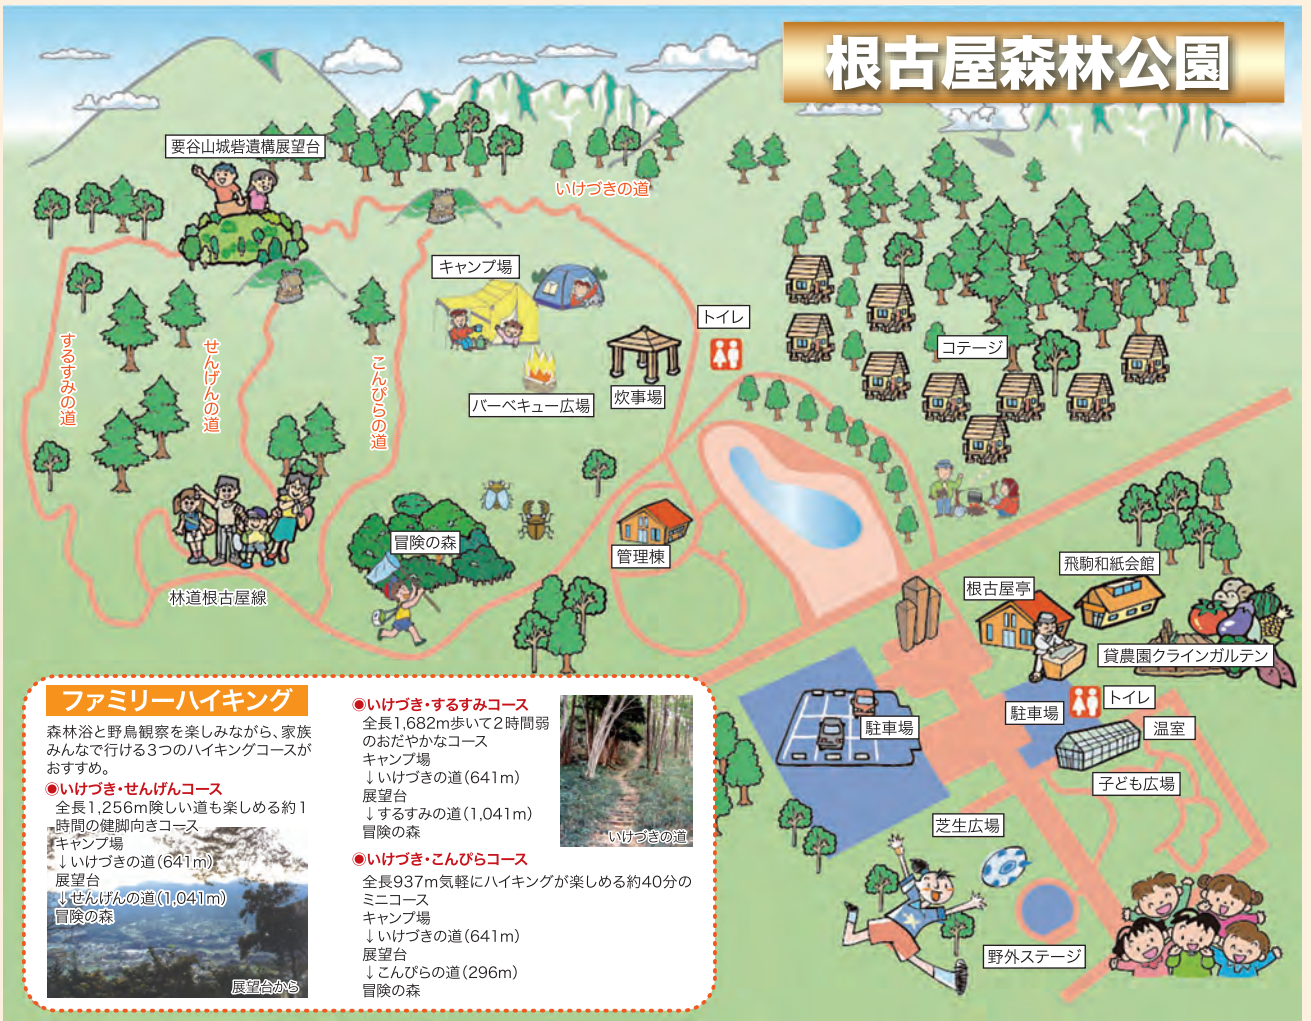 根古屋森林公園
要谷山城砦遺構展望台
いけづきの道
キャンプ場
トイレ
するすみの道
せんげんの道
こんぴらの道
バーベキュー広場
炊事場
コテージ
冒険の森
管理棟
林道根古屋線
飛駒和紙会館
根古屋亭
貸農園クラインガルテン
駐車場
駐車場
トイレ
温室
子ども広場
芝生広場
野外ステージ
ファミリーハイキング
森林浴と野鳥観察を楽しみながら、家族
みんなで行ける3つのハイキングコースが
おすすめ。
◉いけづき・せんげんコース
全長1,256m険しい道も楽しめる約1
時間の健脚向きコース
キャンプ場
↓いけづきの道(641m)
展望台
↓せんげんの道(1,041m)
冒険の森
展望台から
◉いけづき・するすみコース
全長1,682m歩いて2時間弱
のおだやかなコース
キャンプ場
↓いけづきの道(641m)
展望台
↓するすみの道(1,041m)
冒険の森
いけづきの道
◉いけづき・こんぴらコース
全長937m気軽にハイキングが楽しめる約40分の
ミニコース
キャンプ場
↓いけづきの道(641m)
展望台
↓こんぴらの道(296m)
冒険の森